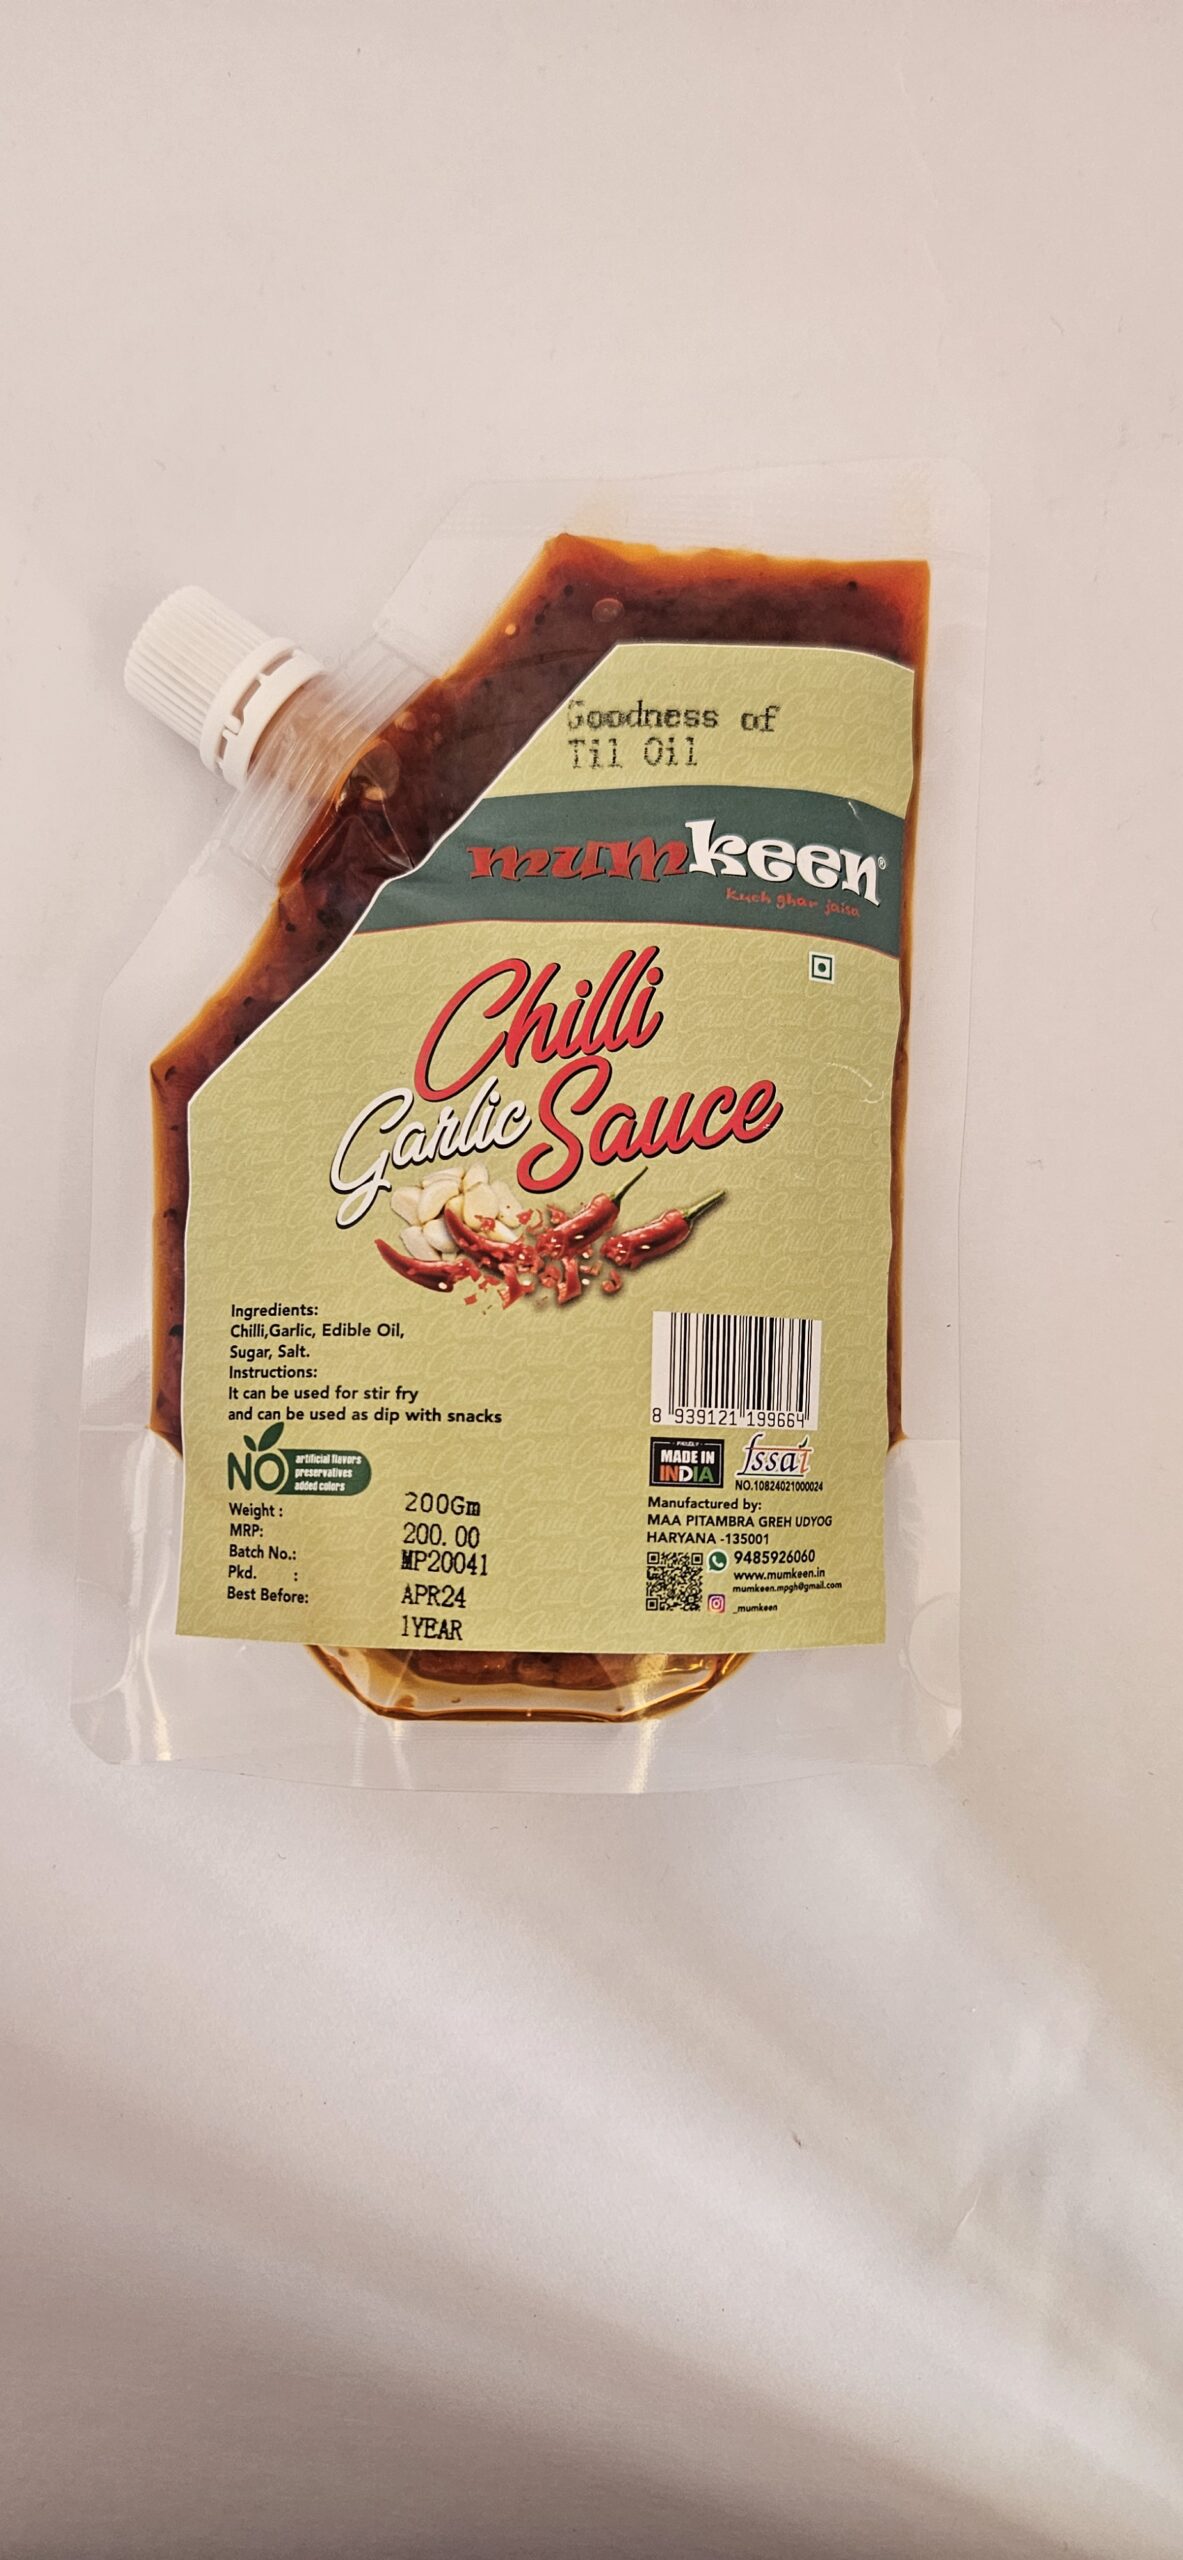 Goodness of
Til Oil
mumkeen®
kuch ghar jaisa
Chilli
Garlic Sauce
Ingredients:
Chilli,Garlic, Edible Oil,
Sugar, Salt.
Instructions:
It can be used for stir fry
and can be used as dip with snacks
NO artificial flavors
preservatives
added colors
Weight : 200Gm
MRP: 200.00
Batch No.: MP20041
Pkd. : APR24
Best Before: 1YEAR
8 939121 199664
PROUDLY
MADE IN
INDIA
fssai
NO.10824021000024
Manufactured by:
MAA PITAMBRA GREH UDYOG
HARYANA -135001
9485926060
www.mumkeen.in
mumkeen.mpgh@gmail.com
_mumkeen